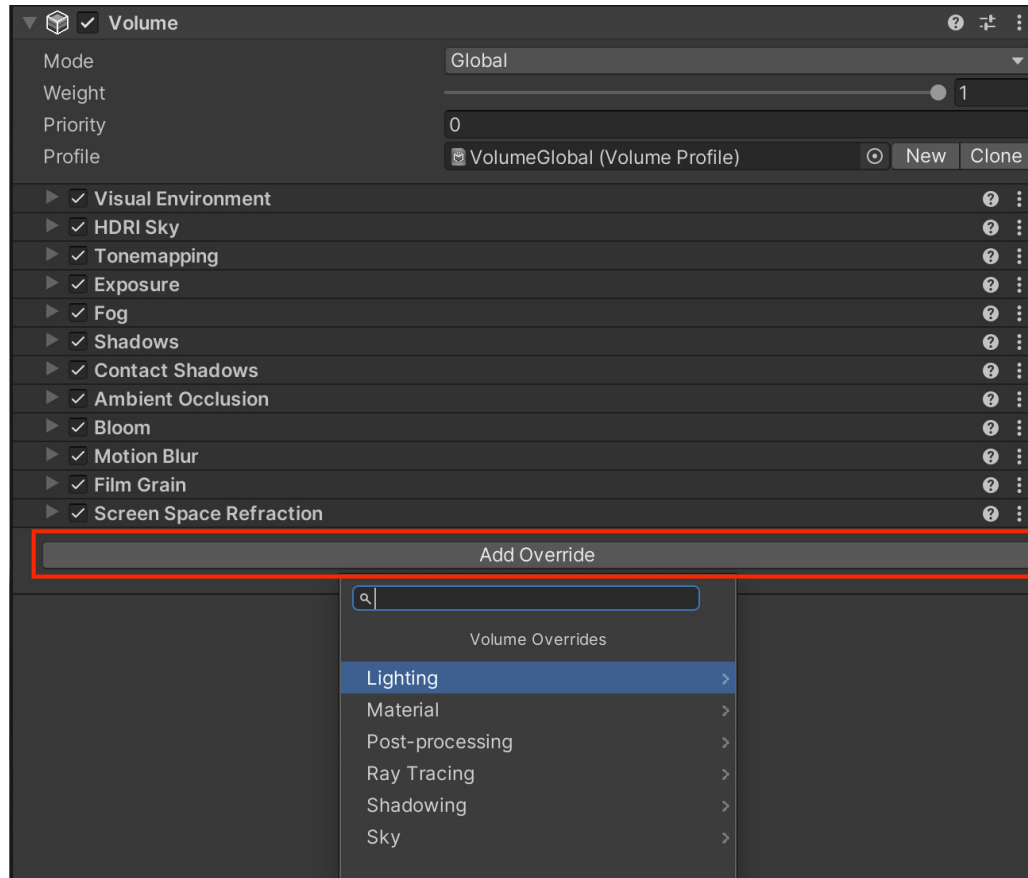 Volume
Mode Global
Weight 1
Priority 0
Profile VolumeGlobal (Volume Profile) New Clone
Visual Environment
HDRI Sky
Tonemapping
Exposure
Fog
Shadows
Contact Shadows
Ambient Occlusion
Bloom
Motion Blur
Film Grain
Screen Space Refraction
Add Override
Volume Overrides
Lighting
Material
Post-processing
Ray Tracing
Shadowing
Sky